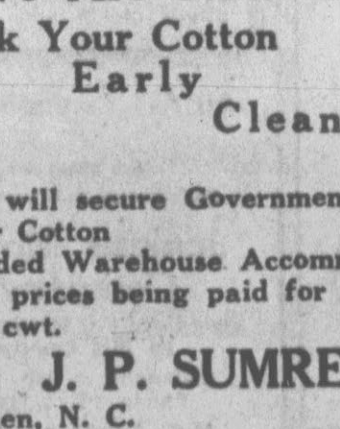 k Your Cotton
Early
Clean
will secure Governmen
Cotton
ded Warehouse Accom
prices being paid for
cwt.
J. P. SUMRE
en, N. C.